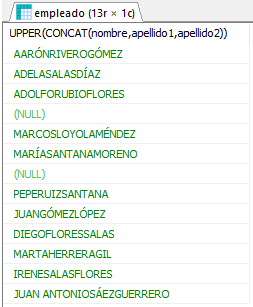 empleado (13r × 1c)
UPPER(CONCAT(nombre,apellido1,apellido2))
AARÓNRIVEROGÓMEZ
ADELASALASDÍAZ
ADOLFORUBIOFLORES
(NULL)
MARCOSLOYOLAMÉNDEZ
MARÍASANTANAMORENO
(NULL)
PEPERUIZSANTANA
JUANGÓMEZLÓPEZ
DIEGOFLORESSALAS
MARTAHERRERAGIL
IRENESALASFLORES
JUAN ANTONIOSÁEZGUERRERO